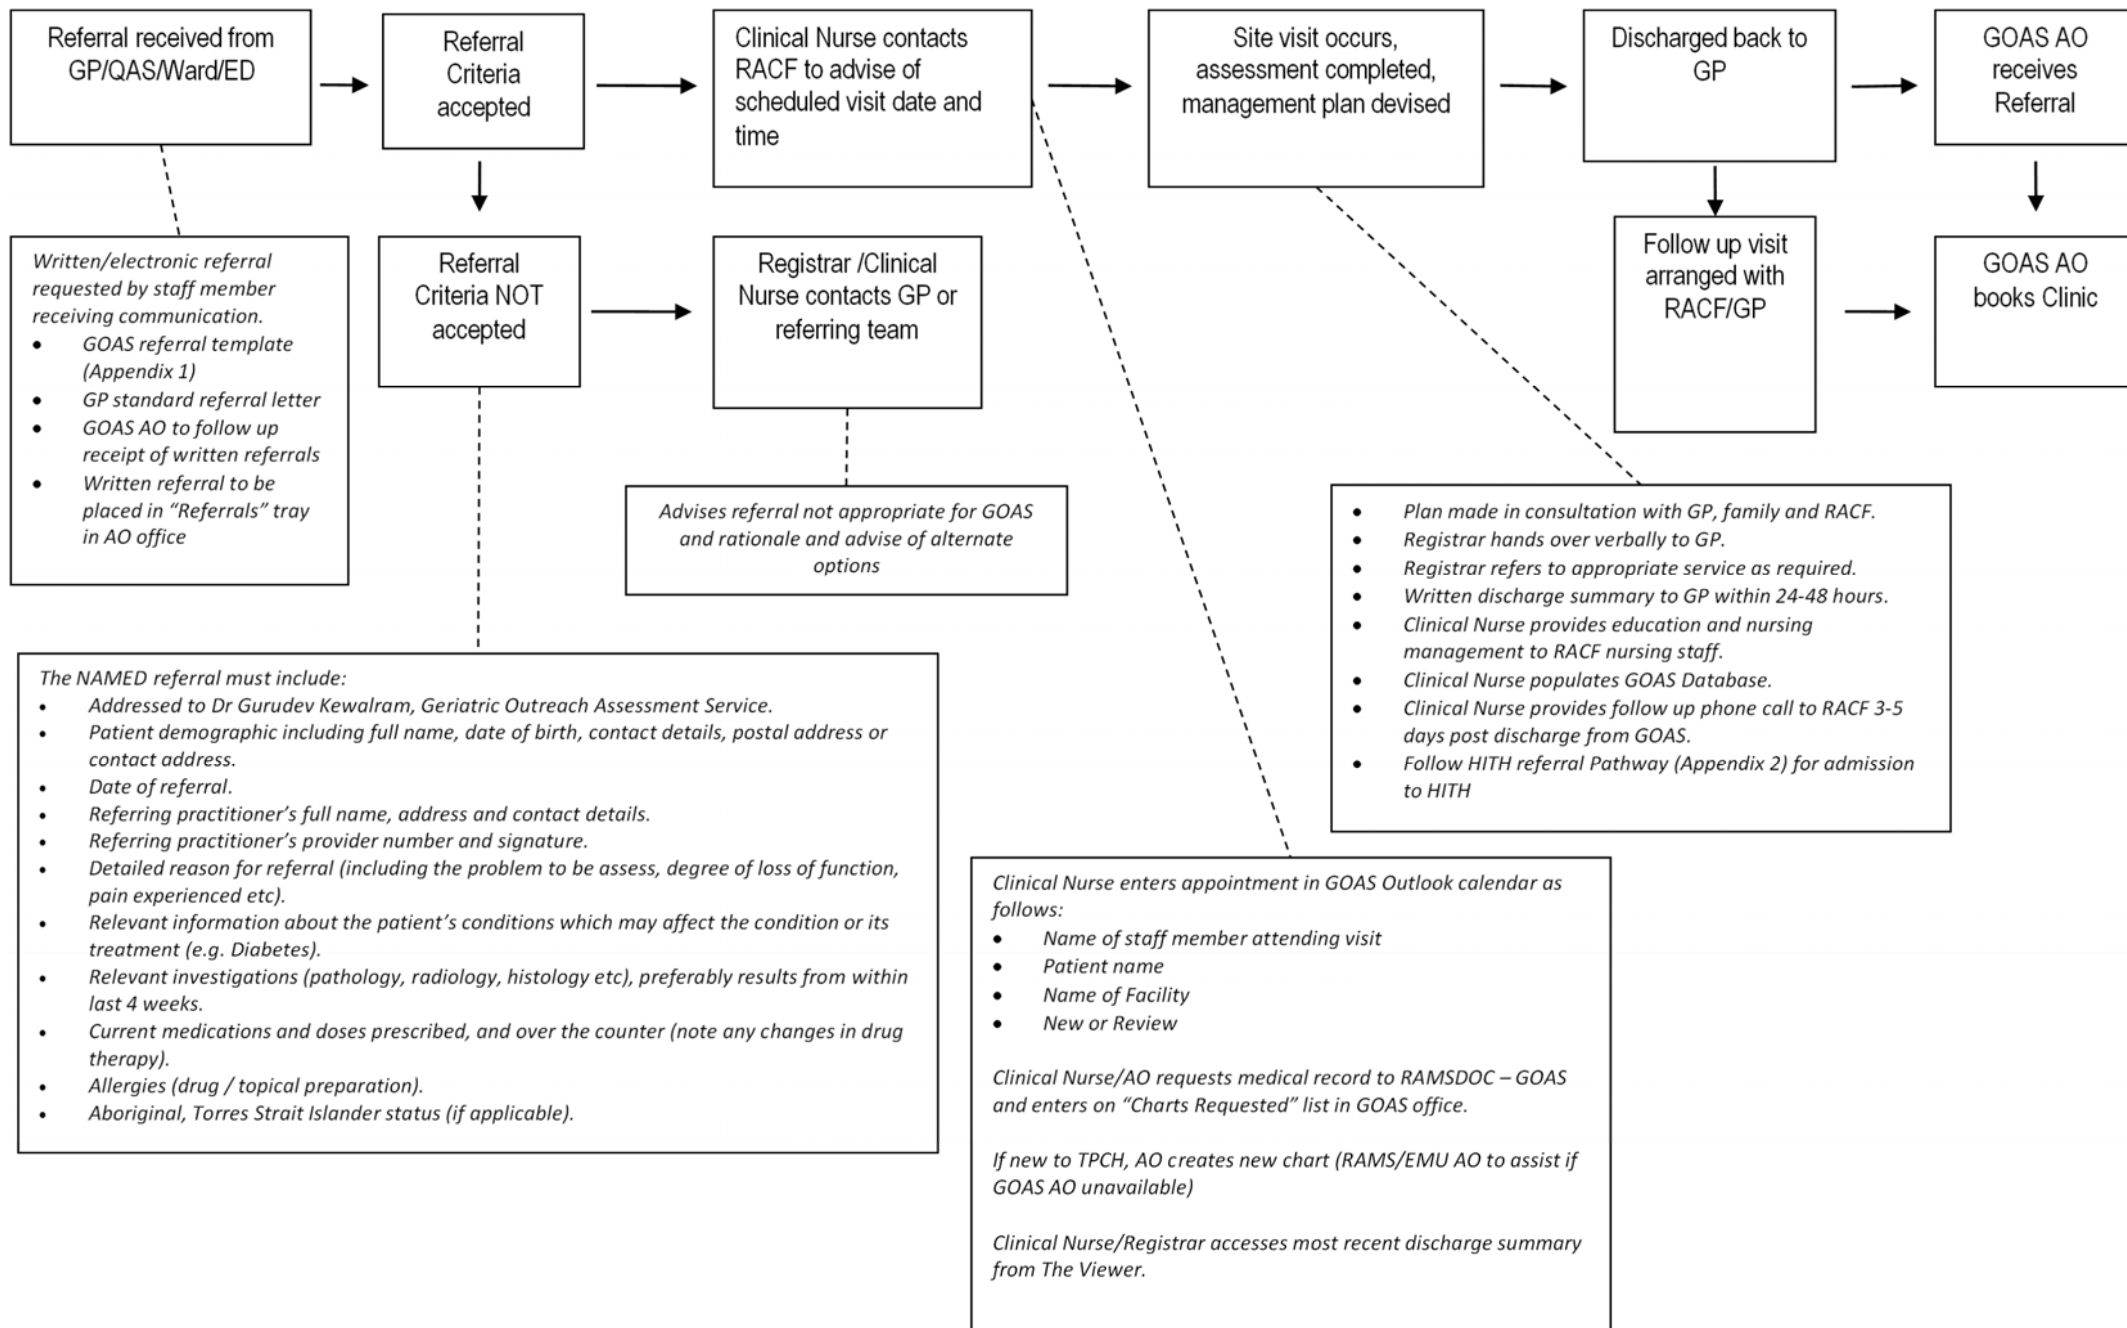 Referral received from
GP/QAS/Ward/ED
Referral
Criteria
accepted
Clinical Nurse contacts
RACF to advise of
scheduled visit date and
time
Site visit occurs,
assessment completed,
management plan devised
Discharged back to
GP
GOAS AO
receives
Referral
Written/electronic referral
requested by staff member
receiving communication.
• GOAS referral template
(Appendix 1)
• GP standard referral letter
• GOAS AO to follow up
receipt of written referrals
• Written referral to be
placed in “Referrals” tray
in AO office
Referral
Criteria NOT
accepted
Registrar /Clinical
Nurse contacts GP or
referring team
Follow up visit
arranged with
RACF/GP
GOAS AO
books Clinic
Advises referral not appropriate for GOAS
and rationale and advise of alternate
options
• Plan made in consultation with GP, family and RACF.
• Registrar hands over verbally to GP.
• Registrar refers to appropriate service as required.
• Written discharge summary to GP within 24-48 hours.
• Clinical Nurse provides education and nursing
management to RACF nursing staff.
• Clinical Nurse populates GOAS Database.
• Clinical Nurse provides follow up phone call to RACF 3-5
days post discharge from GOAS.
• Follow HITH referral Pathway (Appendix 2) for admission
to HITH
The NAMED referral must include:
• Addressed to Dr Gurudev Kewalram, Geriatric Outreach Assessment Service.
• Patient demographic including full name, date of birth, contact details, postal address or
contact address.
• Date of referral.
• Referring practitioner’s full name, address and contact details.
• Referring practitioner’s provider number and signature.
• Detailed reason for referral (including the problem to be assess, degree of loss of function,
pain experienced etc).
• Relevant information about the patient’s conditions which may affect the condition or its
treatment (e.g. Diabetes).
• Relevant investigations (pathology, radiology, histology etc), preferably results from within
last 4 weeks.
• Current medications and doses prescribed, and over the counter (note any changes in drug
therapy).
• Allergies (drug / topical preparation).
• Aboriginal, Torres Strait Islander status (if applicable).
Clinical Nurse enters appointment in GOAS Outlook calendar as
follows:
• Name of staff member attending visit
• Patient name
• Name of Facility
• New or Review
Clinical Nurse/AO requests medical record to RAMSDOC – GOAS
and enters on “Charts Requested” list in GOAS office.
If new to TPCH, AO creates new chart (RAMS/EMU AO to assist if
GOAS AO unavailable)
Clinical Nurse/Registrar accesses most recent discharge summary
from The Viewer.